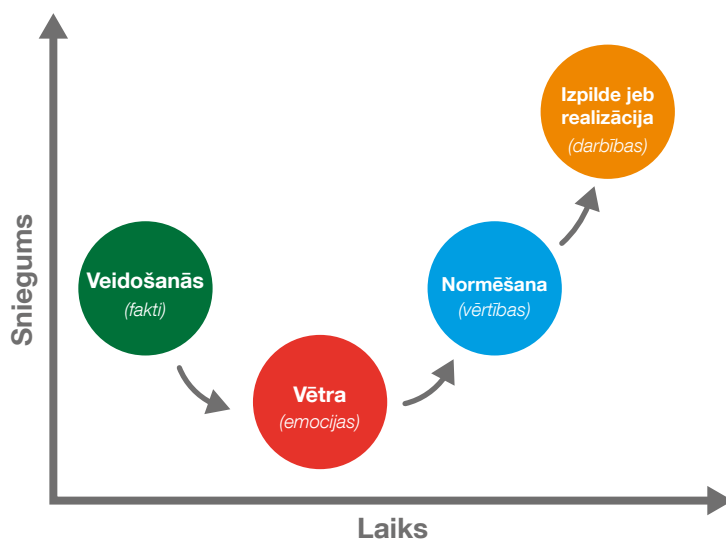 Sniegums
Veidošanās
(fakti)
Vētra
(emocijas)
Normēšana
(vērtības)
Izpilde jeb
realizācija
(darbības)
Laiks